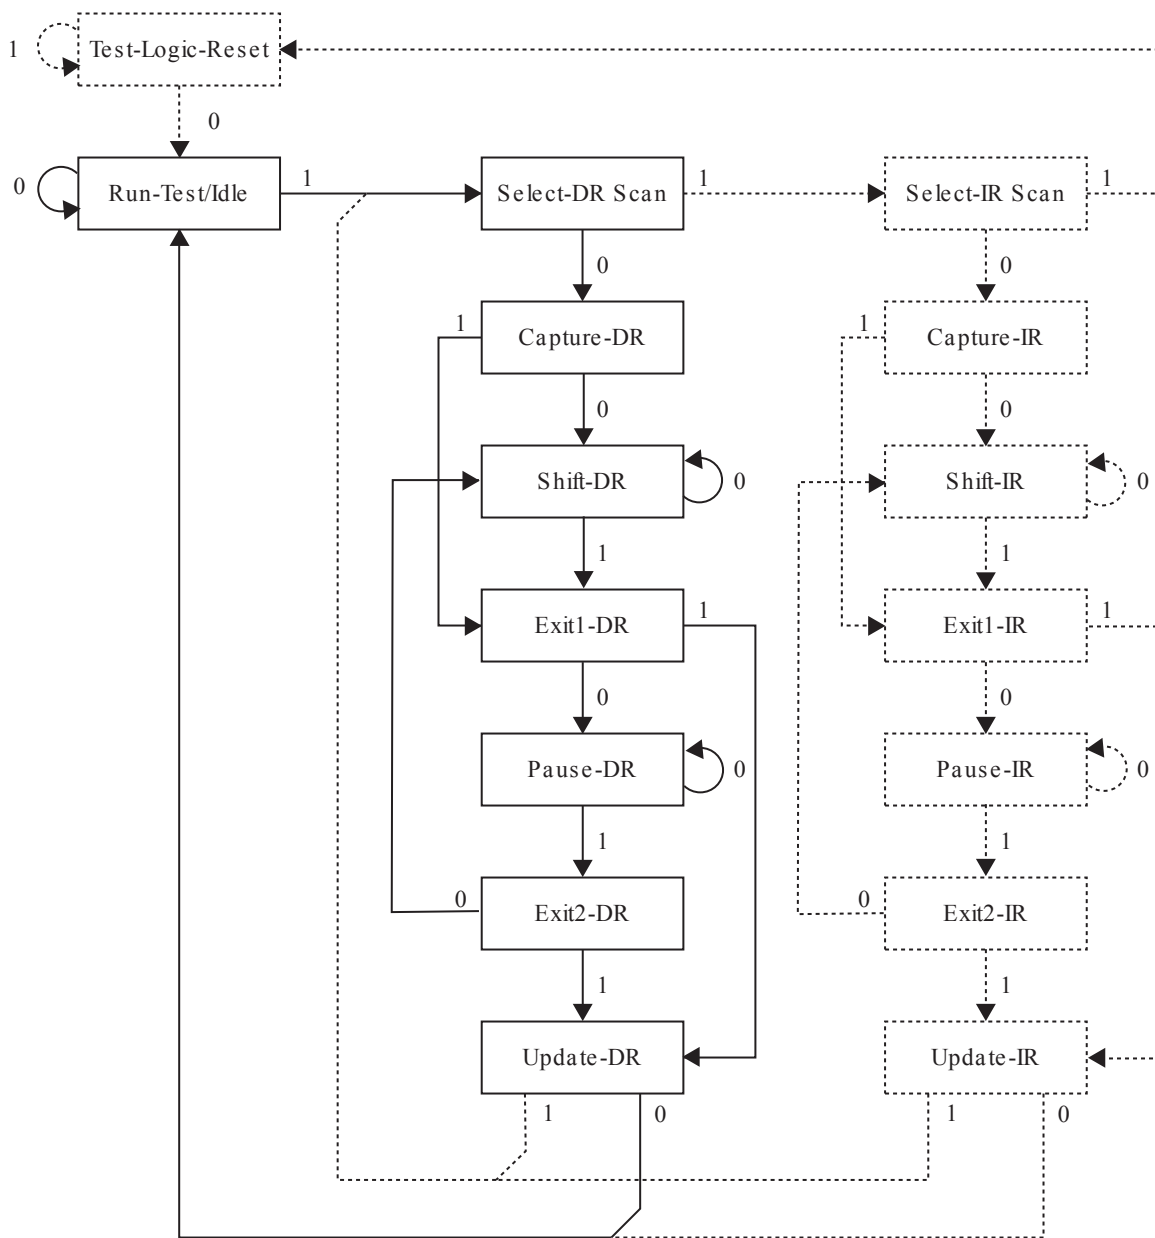 1
Test-Logic-Reset
0
0
Run-Test/Idle
1
Select-DR Scan
1
Select-IR Scan
1
0
0
1
Capture-DR
1
Capture-IR
0
0
Shift-DR
0
Shift-IR
0
1
1
Exit1-DR
1
Exit1-IR
1
0
0
Pause-DR
0
Pause-IR
0
1
1
0
Exit2-DR
0
Exit2-IR
1
1
Update-DR
Update-IR
1
0
1
0